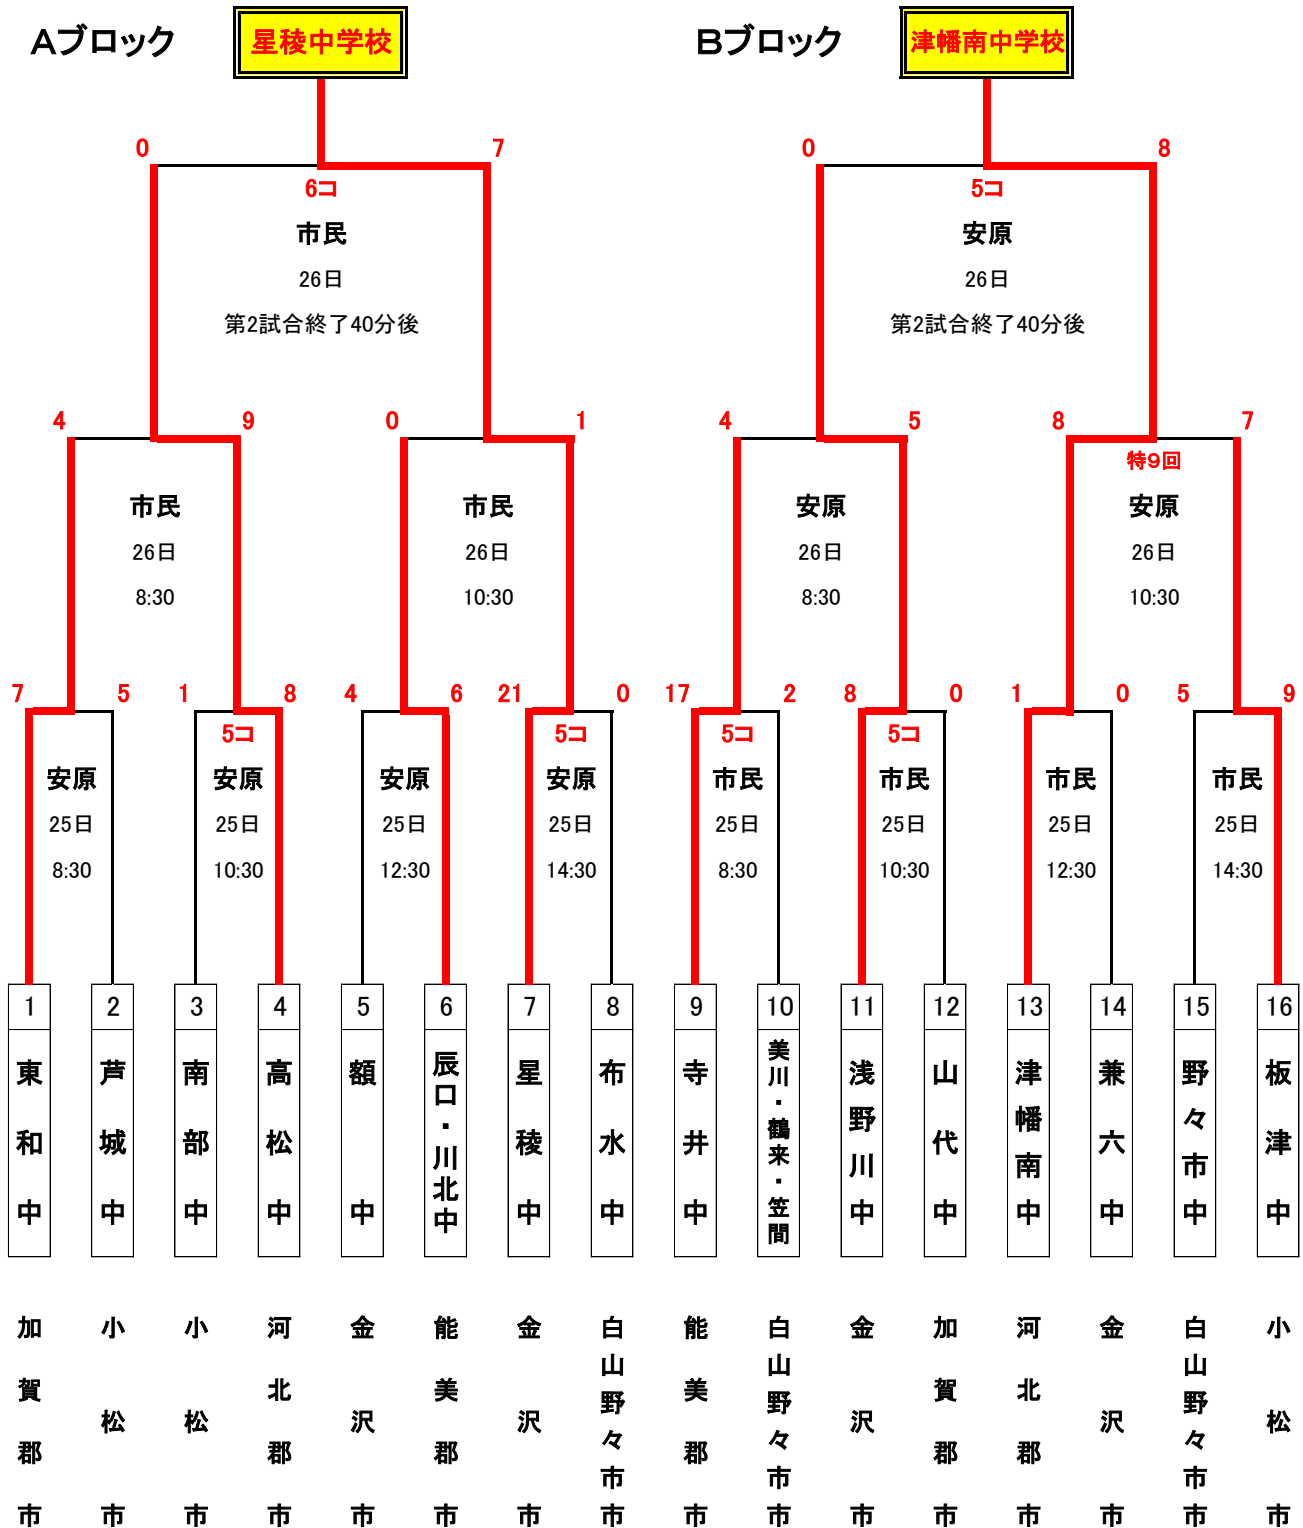 Aブロック
星稜中学校
Bブロック
津幡南中学校
0
7
0
8
6コ
5コ
市民
安原
26日
26日
第2試合終了40分後
第2試合終了40分後
4
9
0
1
4
5
8
7
特9回
市民
市民
安原
安原
26日
26日
26日
26日
8:30
10:30
8:30
10:30
7
5
1
8
4
6
21
0
17
2
8
0
1
0
5
9
5コ
5コ
5コ
5コ
安原
安原
安原
安原
市民
市民
市民
市民
25日
25日
25日
25日
25日
25日
25日
25日
8:30
10:30
12:30
14:30
8:30
10:30
12:30
14:30
1
2
3
4
5
6
7
8
9
10
11
12
13
14
15
16
東和中
芦城中
南部中
高松中
額中
辰口・川北中
星稜中
布水中
寺井中
美川・鶴来・笠間
浅野川中
山代中
津幡南中
兼六中
野々市中
板津中
加賀郡市
小松市
小松市
河北郡市
金沢市
能美郡市
金沢市
白山野々市市
能美郡市
白山野々市市
金沢市
加賀郡市
河北郡市
金沢市
白山野々市市
小松市